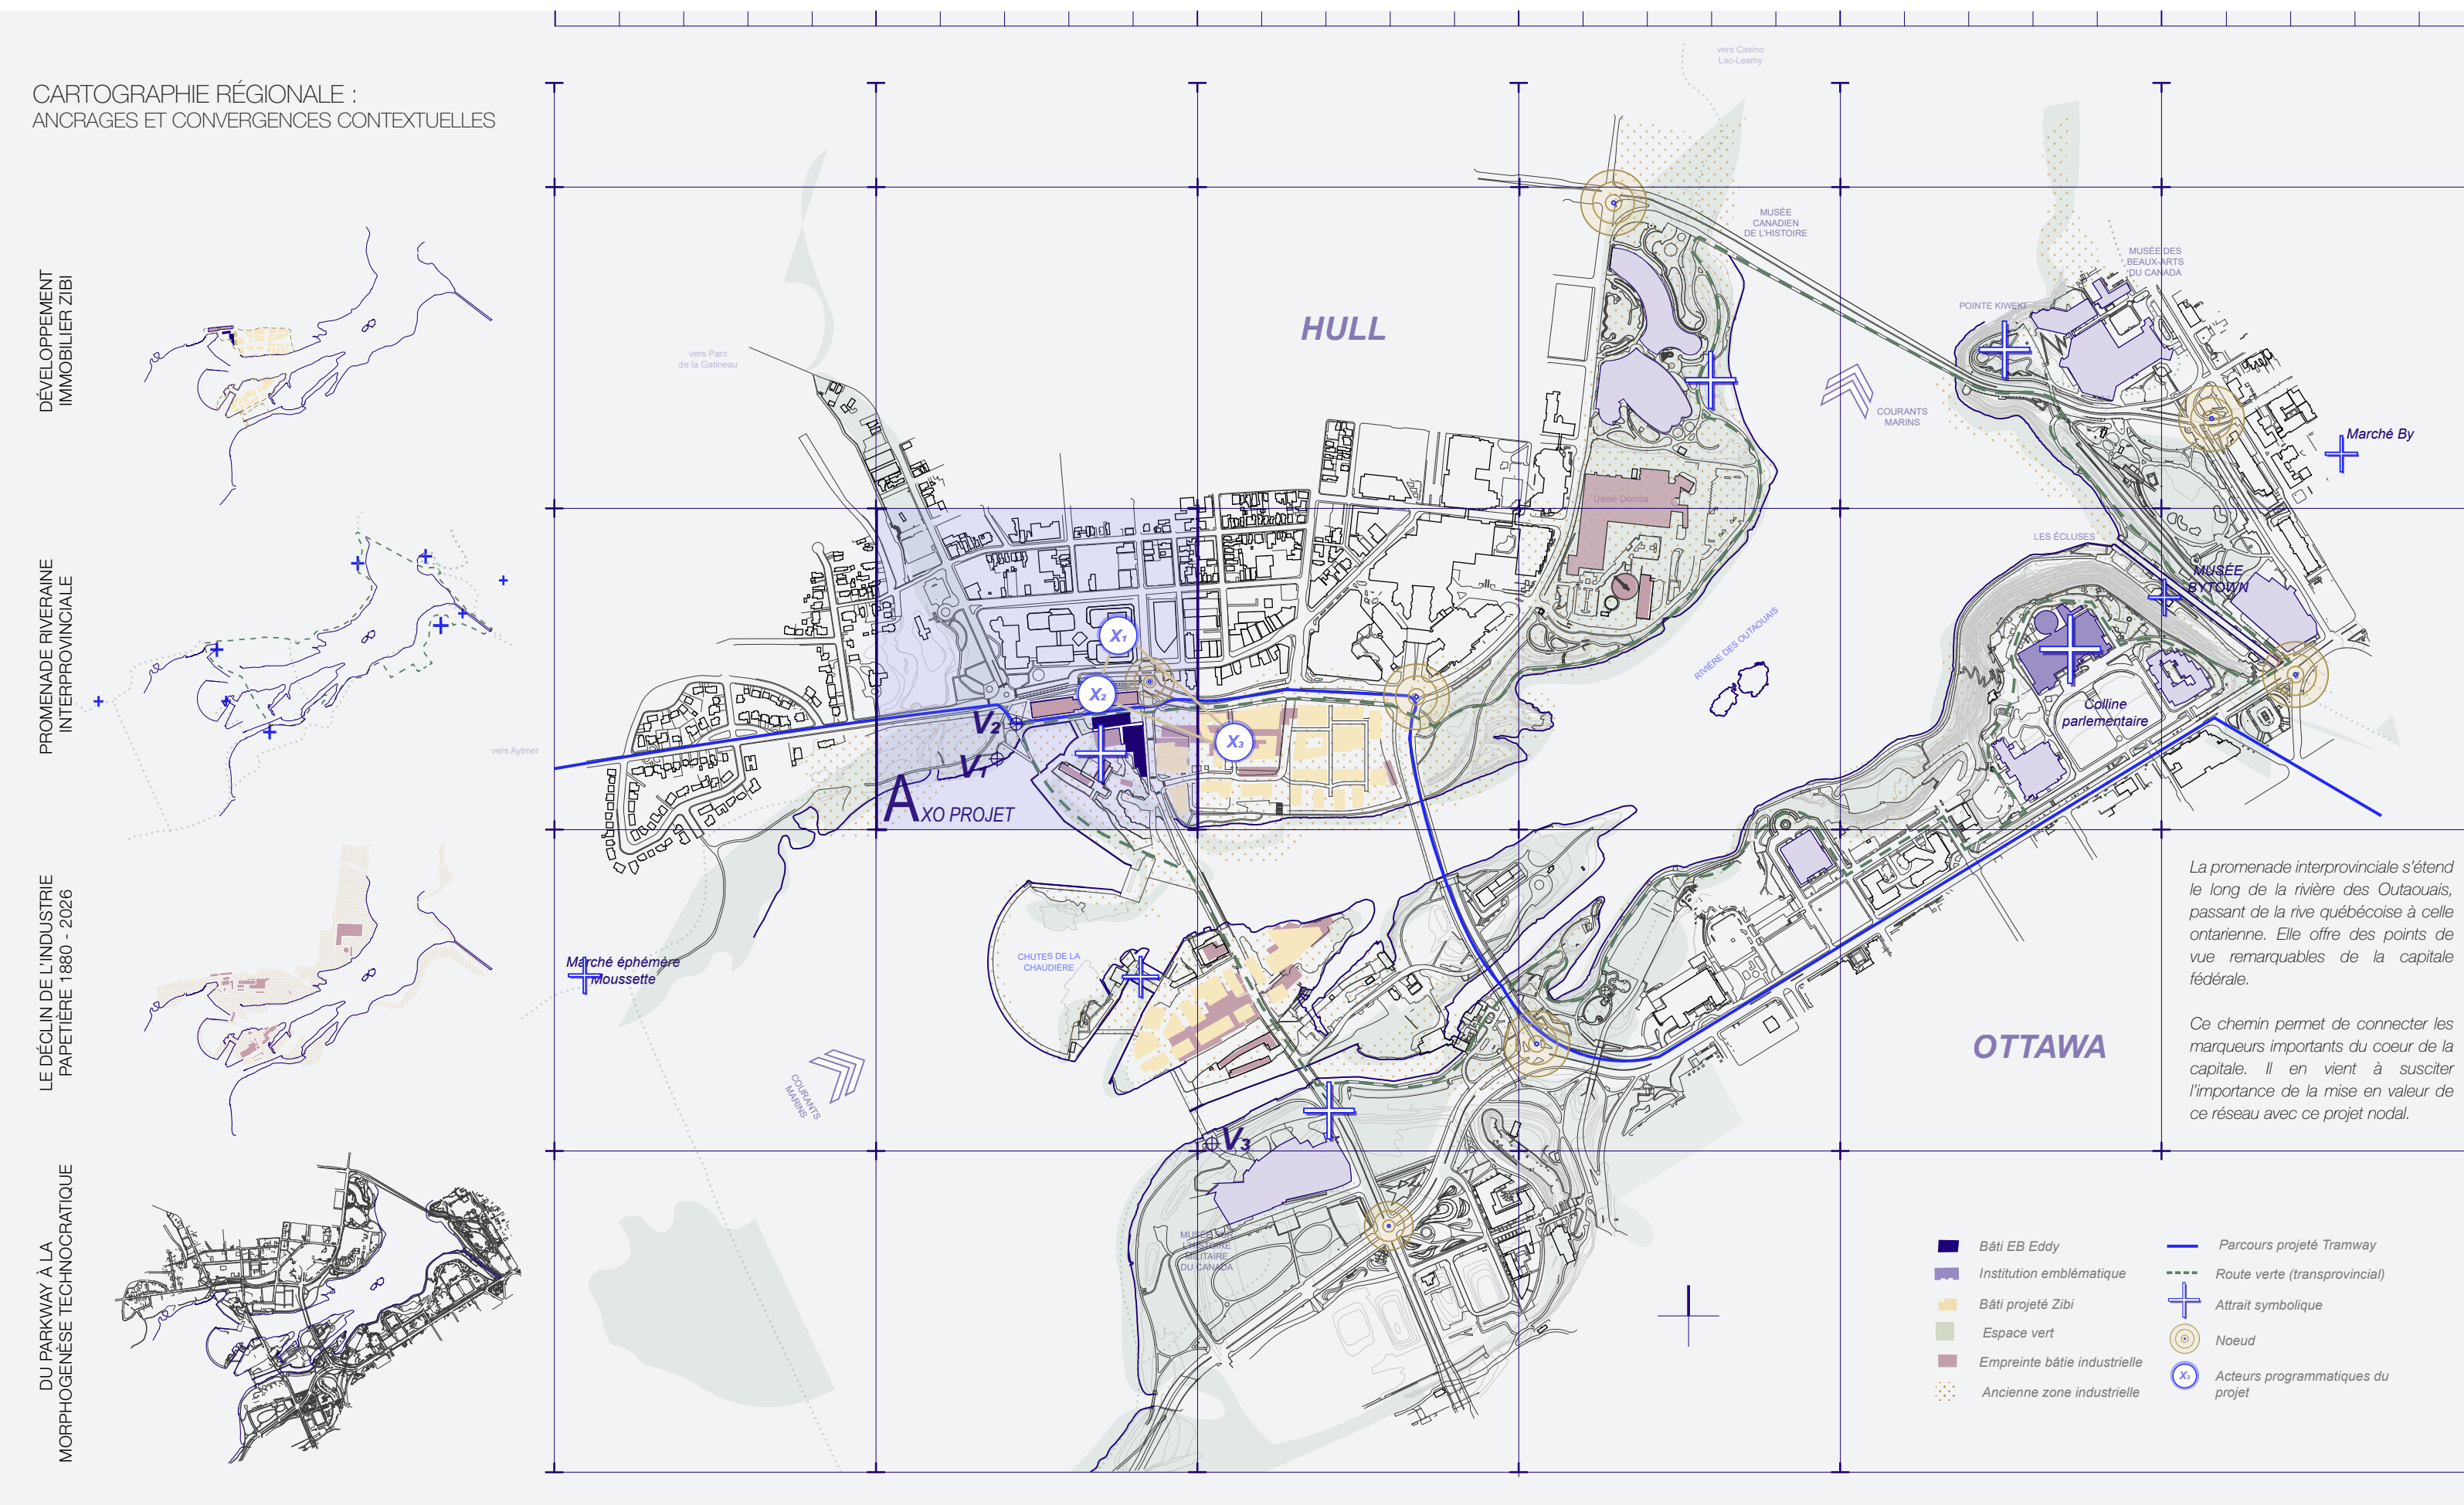 CARTOGRAPHIE RÉGIONALE :
ANCRAGES ET CONVERGENCES CONTEXTUELLES
DÉVELOPPEMENT
IMMOBILIER ZIBI
PROMENADE RIVERAINE
INTERPROVINCIALE
LE DÉCLIN DE L'INDUSTRIE
PAPETIÈRE 1880 - 2026
DU PARKWAY À LA
MORPHOGENÈSE TECHNOCRATIQUE
vers Casino
Lac-Leamy
MUSÉE
CANADIEN
DE L'HISTOIRE
MUSÉE DES
BEAUX-ARTS
DU CANADA
POINTE KIWEKI
HULL
vers Parc
de la Gatineau
COURANTS
MARINS
Marché By
Usine Domtar
LES ÉCLUSES
MUSÉE
BYTOWN
RIVIÈRE DES OUTAOUAIS
X1
X2
X3
V2
V1
AXO PROJET
vers Aylmer
Colline
parlementaire
Marché éphémère
Moussette
CHUTES DE LA
CHAUDIÈRE
COURANTS
MARINS
V3
OTTAWA
MUSÉE SUR
L'HISTOIRE
MILITAIRE
DU CANADA
La promenade interprovinciale s'étend
le long de la rivière des Outaouais,
passant de la rive québécoise à celle
ontarienne. Elle offre des points de
vue remarquables de la capitale
fédérale.
Ce chemin permet de connecter les
marqueurs importants du coeur de la
capitale. Il en vient à susciter
l'importance de la mise en valeur de
ce réseau avec ce projet nodal.
Bâti EB Eddy
Institution emblématique
Bâti projeté Zibi
Espace vert
Empreinte bâtie industrielle
Ancienne zone industrielle
Parcours projeté Tramway
Route verte (transprovincial)
Attrait symbolique
Noeud
X3
Acteurs programmatiques du
projet